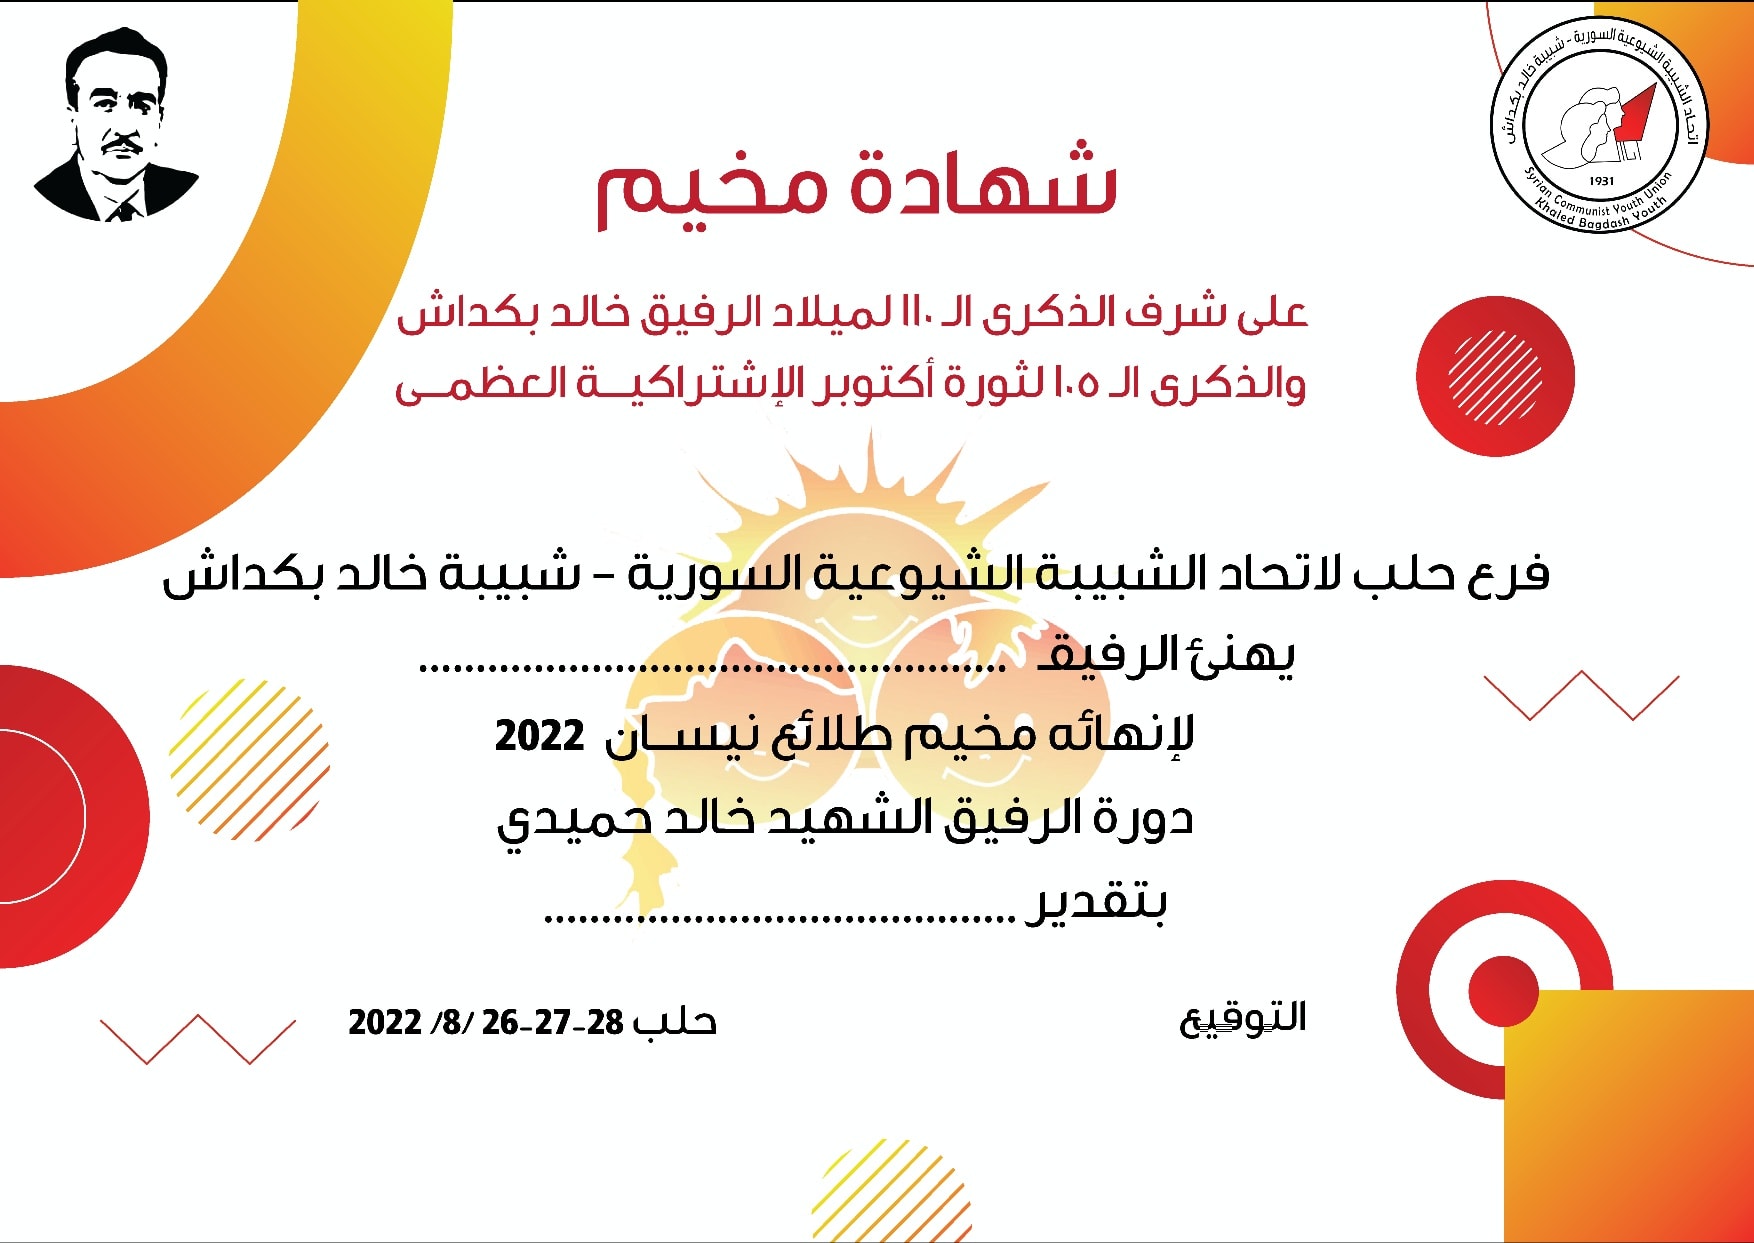 اتحاد الشبيبة الشيوعية السورية - شبيبة خالد بكداش
1931
Syrian Communist Youth Union
Khaled Bagdash Youth
شهادة مخيم
على شرف الذكرى الـ ١١٠ لميلاد الرفيق خالد بكداش
والذكرى الـ ١٠٥ لثورة أكتوبر الإشتراكيـــة العظمـــى
فرع حلب لاتحاد الشبيبة الشيوعية السورية - شبيبة خالد بكداش
يهنئ الرفيقـ ....................................................
لإنهائه مخيم طلائع نيســان 2022
دورة الرفيق الشهيد خالد حميدي
بتقدير ..........................................
التوقيع
حلب 28-27-26 /8/ 2022